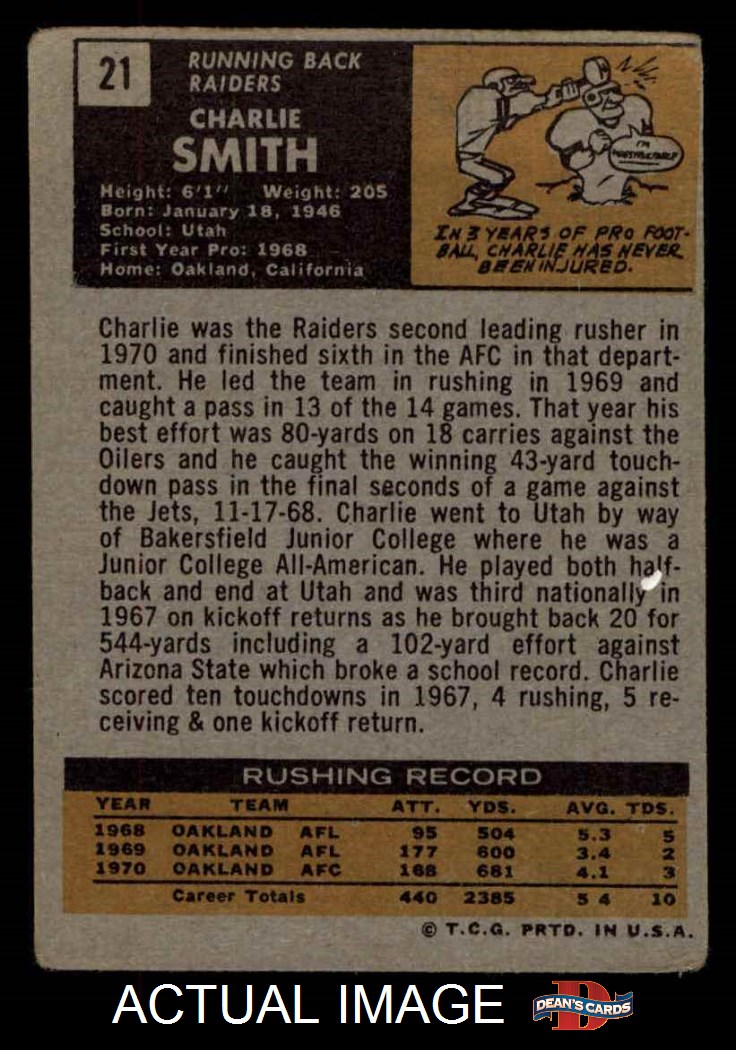 21
RUNNING BACK
RAIDERS
CHARLIE
SMITH
Height: 6'1" Weight: 205
Born: January 18, 1946
School: Utah
First Year Pro: 1968
Home: Oakland, California
I'M
INDESTRUCTABLE!
IN 3 YEARS OF PRO FOOT-
BALL, CHARLIE HAS NEVER
BEEN INJURED.
Charlie was the Raiders second leading rusher in
1970 and finished sixth in the AFC in that depart-
ment. He led the team in rushing in 1969 and
caught a pass in 13 of the 14 games. That year his
best effort was 80-yards on 18 carries against the
Oilers and he caught the winning 43-yard touch-
down pass in the final seconds of a game against
the Jets, 11-17-68. Charlie went to Utah by way
of Bakersfield Junior College where he was a
Junior College All-American. He played both half-
back and end at Utah and was third nationally in
1967 on kickoff returns as he brought back 20 for
544-yards including a 102-yard effort against
Arizona State which broke a school record. Charlie
scored ten touchdowns in 1967, 4 rushing, 5 re-
ceiving & one kickoff return.
RUSHING RECORD
YEAR TEAM ATT. YDS. AVG. TDS.
1968 OAKLAND AFL 95 504 5.3 5
1969 OAKLAND AFL 177 600 3.4 2
1970 OAKLAND AFC 168 681 4.1 3
Career Totals 440 2385 5 4 10
© T.C.G. PRTD. IN U.S.A.
ACTUAL IMAGE
D
DEAN'S CARDS